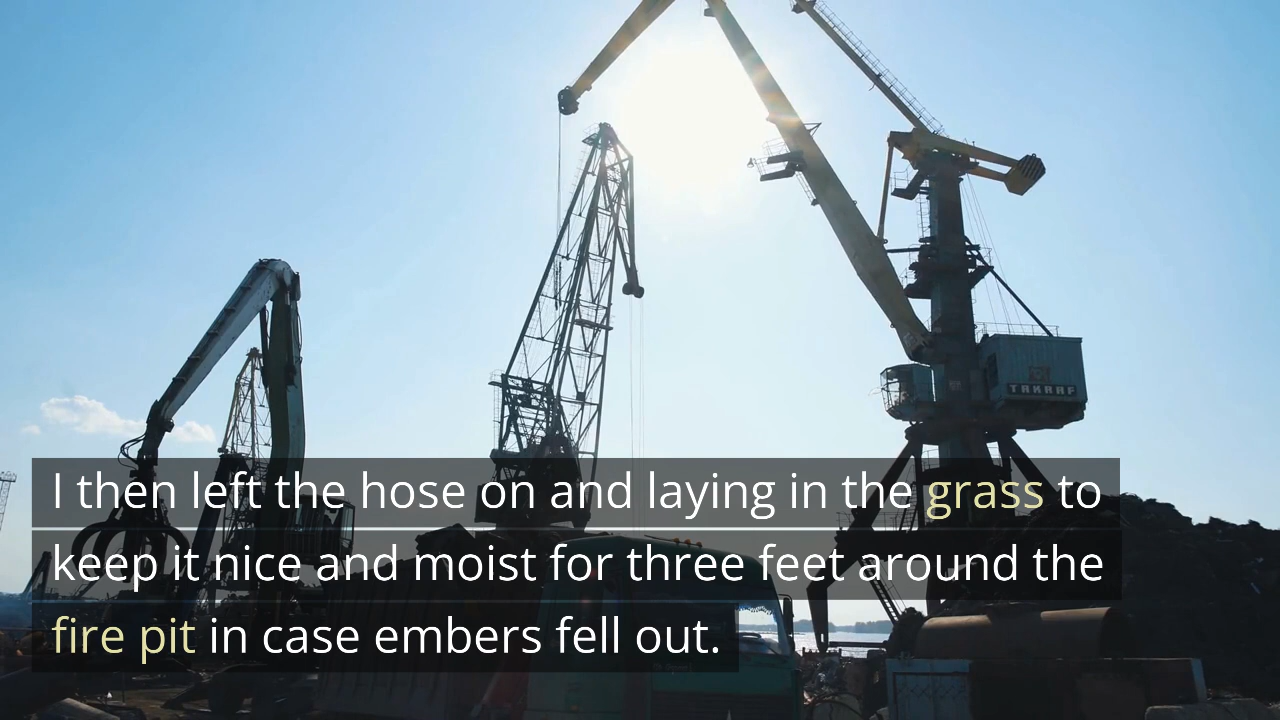 TAKRAF
I then left the hose on and laying in the grass to
keep it nice and moist for three feet around the
fire pit in case embers fell out.